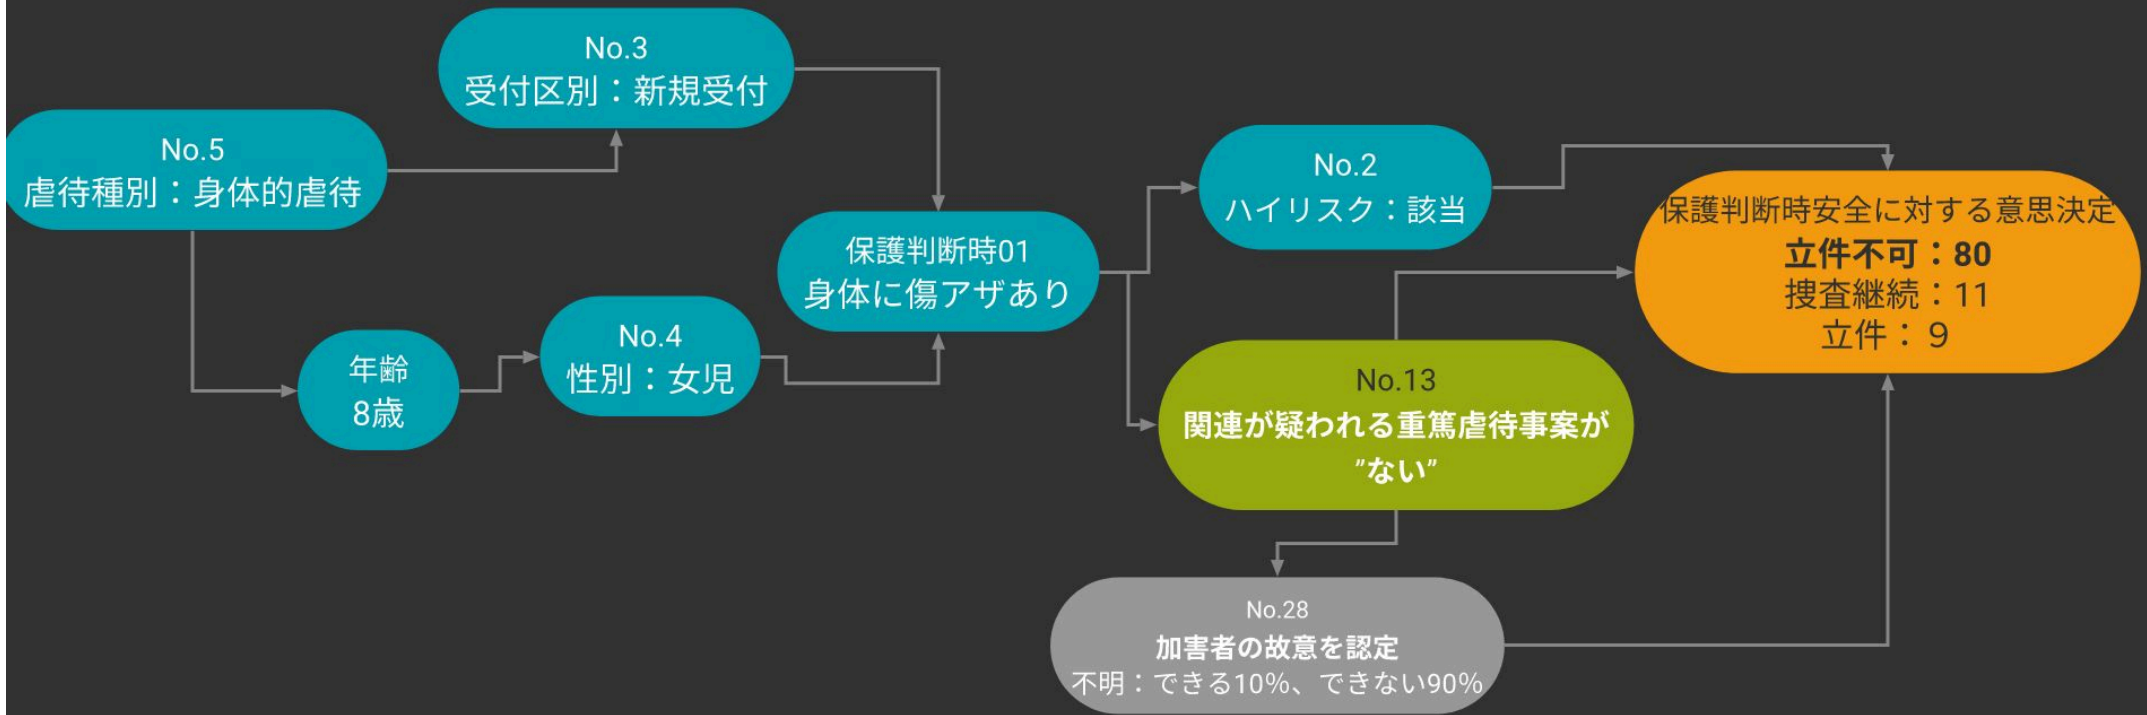 No.3
受付区別：新規受付
No.5
虐待種別：身体的虐待
No.2
ハイリスク：該当
保護判断時安全に対する意思決定
立件不可：80
捜査継続：11
立件：９
保護判断時01
身体に傷アザあり
No.4
性別：女児
年齢
8歳
No.13
関連が疑われる重篤虐待事案が
”ない”
No.28
加害者の故意を認定
不明：できる10%、できない90%